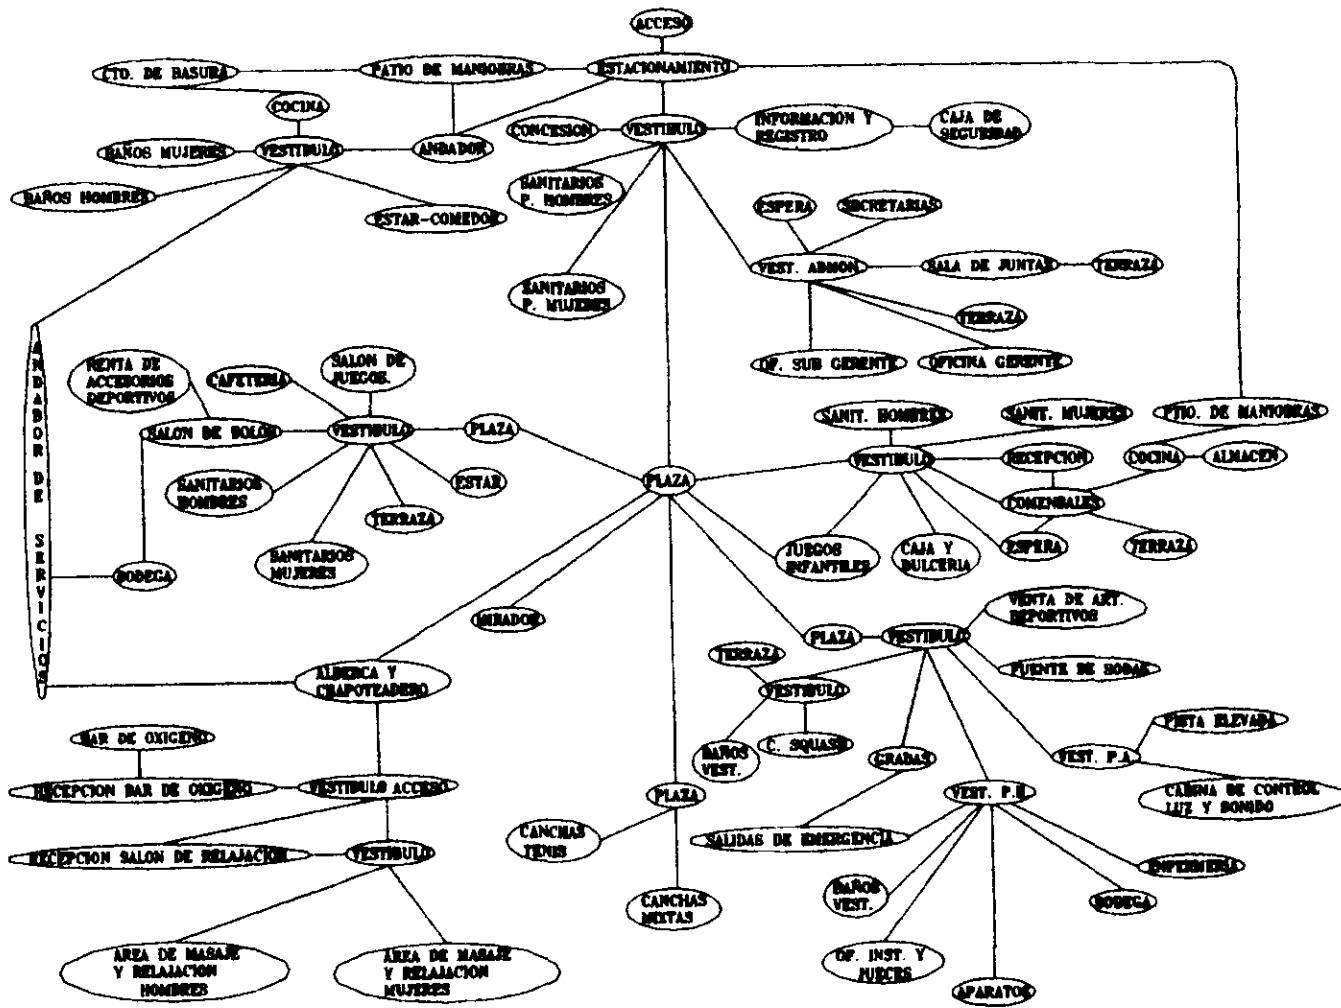 ACCESO
CTO. DE BASURA
PATIO DE MANIOBRAS
ESTACIONAMIENTO
COCINA
CONCESION
VESTIBULO
INFORMACION Y
REGISTRO
CAJA DE
SEGURIDAD
BAÑOS MUJERES
VESTIBULO
ANDADOR
BAÑOS HOMBRES
SANITARIOS
P. HOMBRES
ESTAR-COMEDOR
ESPERA
SECRETARIAS
VEST. ADMON.
SALA DE JUNTAS
TERRAZA
SANITARIOS
P. MUJERES
TERRAZA
OF. SUB GERENTE
OFICINA GERENTE
ANDADOR DE SERVICIOS
RENTA DE
ACCESORIOS
DEPORTIVOS
CAFETERIA
SALON DE
JUEGOS.
SALON DE BOLOS
VESTIBULO
PLAZA
SANITARIOS
HOMBRES
ESTAR
TERRAZA
SANITARIOS
MUJERES
BODEGA
PLAZA
SANIT. HOMBRES
SANIT. MUJERES
PTIO. DE MANIOBRAS
VESTIBULO
RECEPCION
COCINA
ALMACEN
COMENSALES
JUEGOS
INFANTILES
CAJA Y
DULCERIA
ESPERA
TERRAZA
MIRADOR
PLAZA
VESTIBULO
VENTA DE ART.
DEPORTIVOS
FUENTE DE SODAS
TERRAZA
VESTIBULO
BAÑOS
VEST.
C. SQUASH
GRADAS
VEST. P.A.
PISTA ELEVADA
CABINA DE CONTROL
LUZ Y SONIDO
ALBERCA Y
CHAPOTEADERO
BAR DE OXIGENO
RECEPCION BAR DE OXIGENO
VESTIBULO ACCESO
PLAZA
VEST. P.B.
CANCHAS
TENIS
SALIDAS DE EMERGENCIA
RECEPCION SALON DE RELAJACION
VESTIBULO
ENFERMERIA
BAÑOS
VEST.
BODEGA
CANCHAS
MIXTAS
AREA DE MASAJE
Y RELAJACION
HOMBRES
AREA DE MASAJE
Y RELAJACION
MUJERES
OF. INST. Y
JUECES
APARATOS